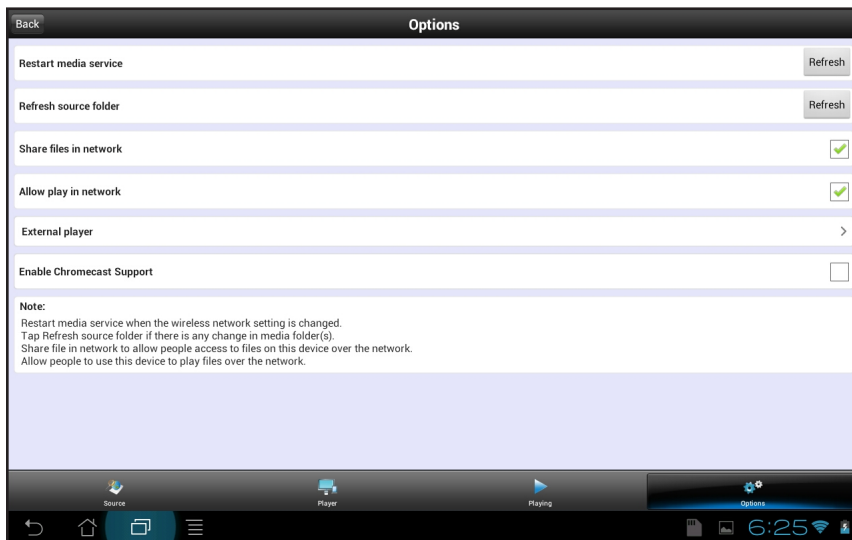 Back
Options
Restart media service
Refresh
Refresh source folder
Refresh
Share files in network
Allow play in network
External player
Enable Chromecast Support
Note:
Restart media service when the wireless network setting is changed.
Tap Refresh source folder if there is any change in media folder(s).
Share file in network to allow people access to files on this device over the network.
Allow people to use this device to play files over the network.
Source
Player
Playing
Options
6:25